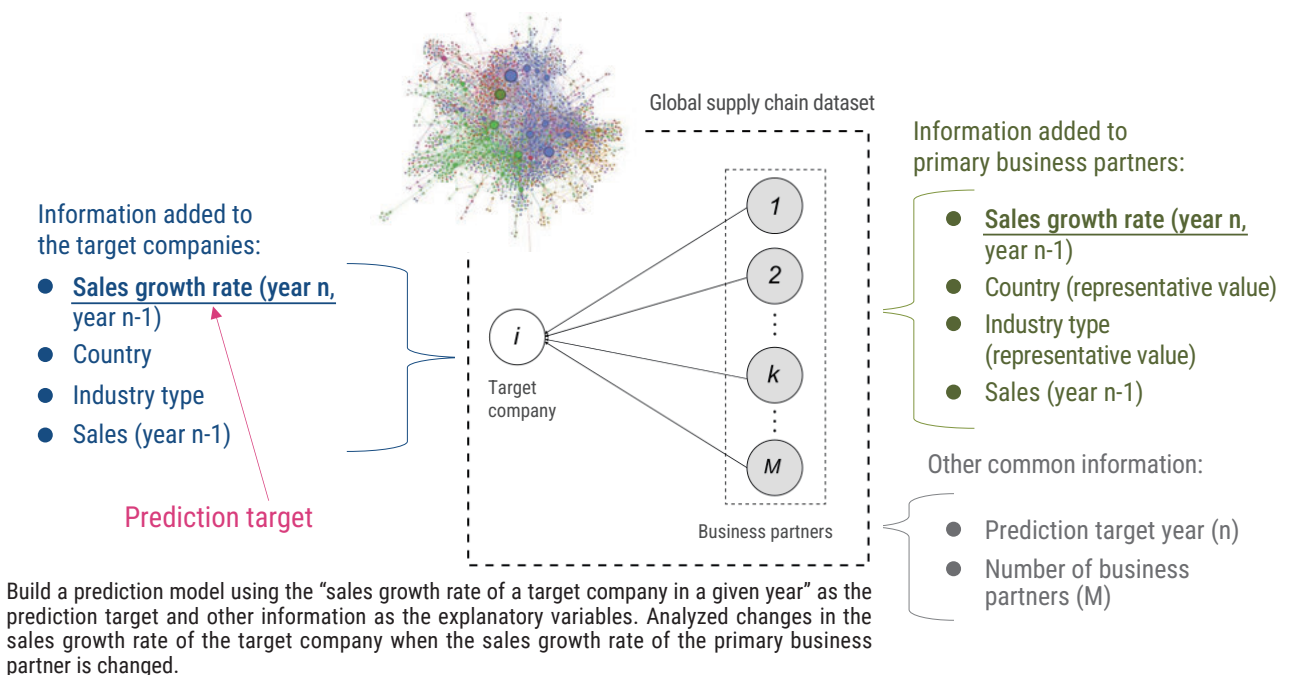 Global supply chain dataset
Information added to
the target companies:
● Sales growth rate (year n,
year n-1)
● Country
● Industry type
● Sales (year n-1)
Prediction target
i
Target
company
1
2
k
M
Business partners
Information added to
primary business partners:
● Sales growth rate (year n,
year n-1)
● Country (representative value)
● Industry type
(representative value)
● Sales (year n-1)
Other common information:
● Prediction target year (n)
● Number of business
partners (M)
Build a prediction model using the “sales growth rate of a target company in a given year” as the
prediction target and other information as the explanatory variables. Analyzed changes in the
sales growth rate of the target company when the sales growth rate of the primary business
partner is changed.